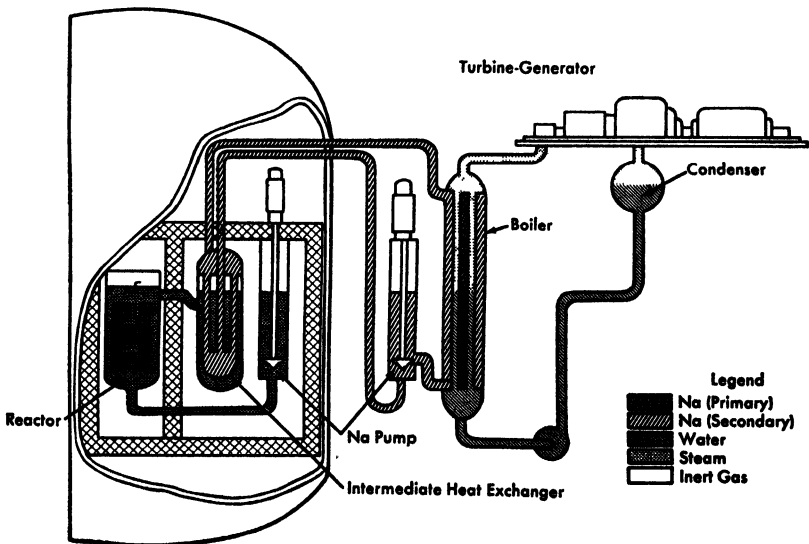 Turbine-Generator
Condenser
Boiler
Reactor
Na Pump
Intermediate Heat Exchanger
Legend
Na (Primary)
Na (Secondary)
Water
Steam
Inert Gas